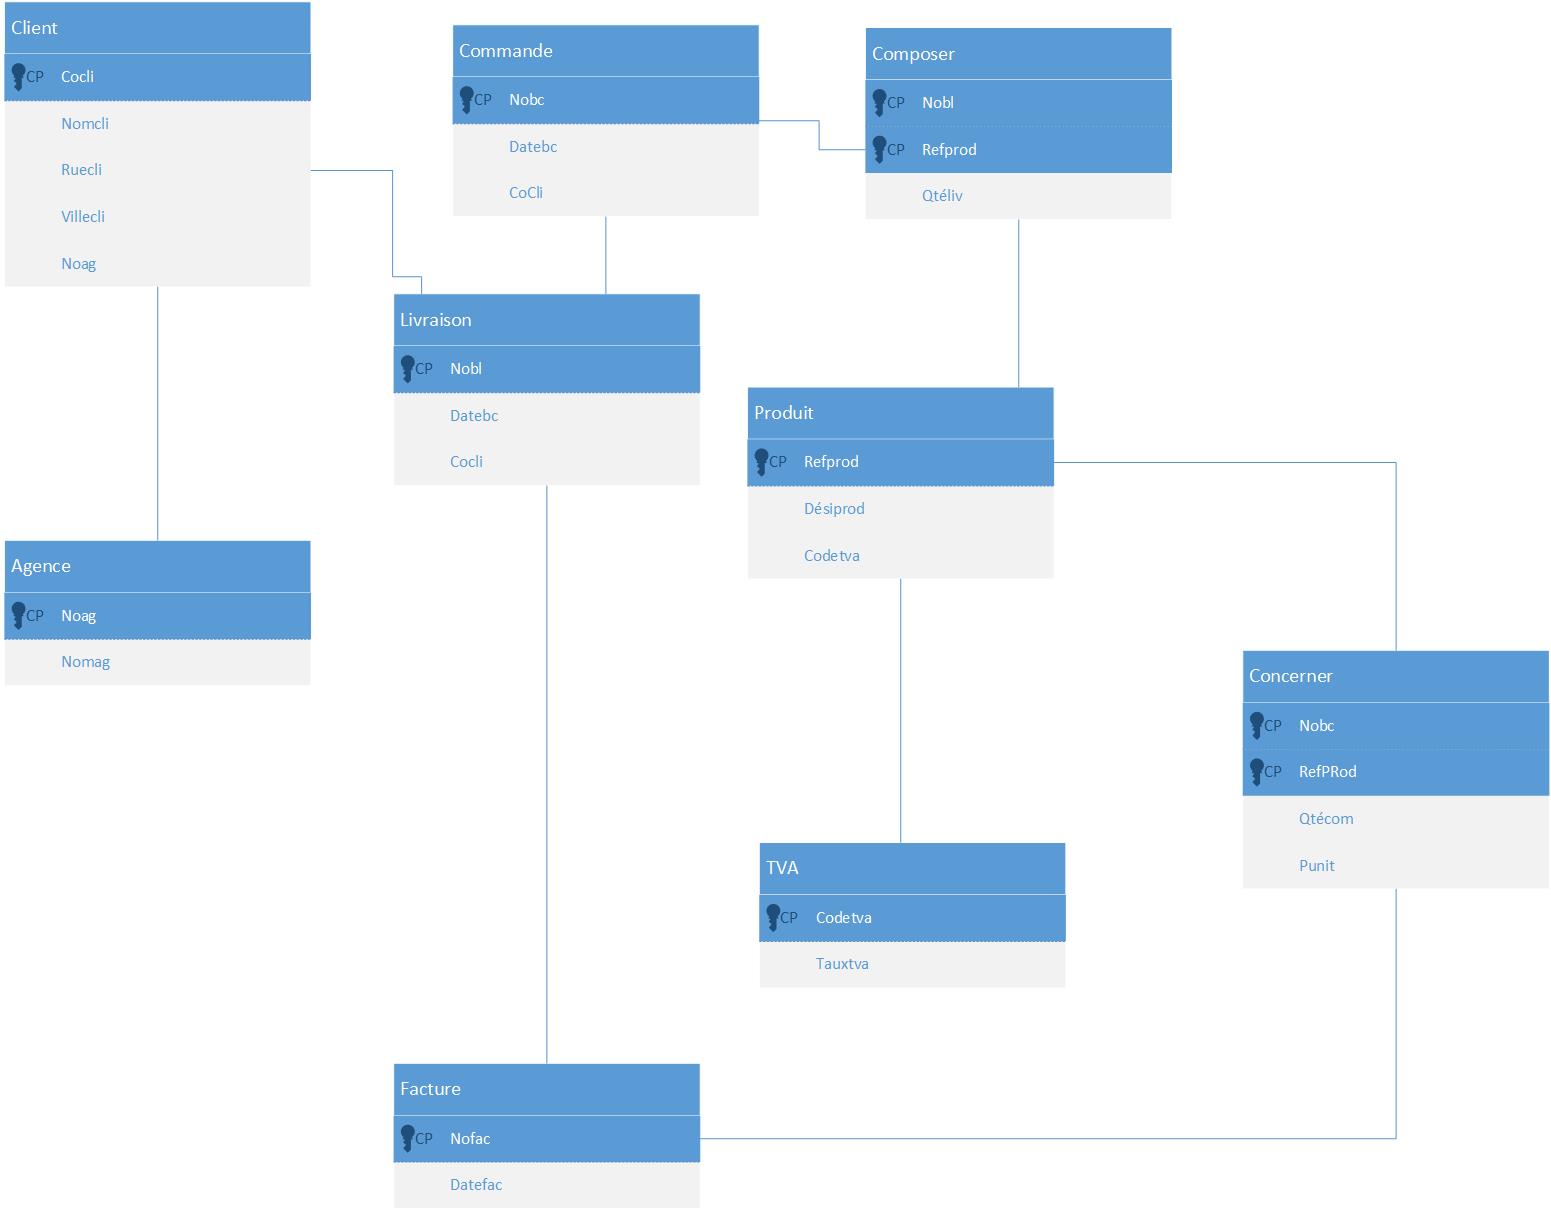 Client
CP Cocli
Nomcli
Ruecli
Villecli
Noag
Commande
CP Nobc
Datebc
CoCli
Composer
CP Nobl
CP Refprod
Qtéliv
Livraison
CP Nobl
Datebc
Cocli
Produit
CP Refprod
Désiprod
Codetva
Agence
CP Noag
Nomag
Concerner
CP Nobc
CP RefPRod
Qtécom
Punit
TVA
CP Codetva
Tauxtva
Facture
CP Nofac
Datefac